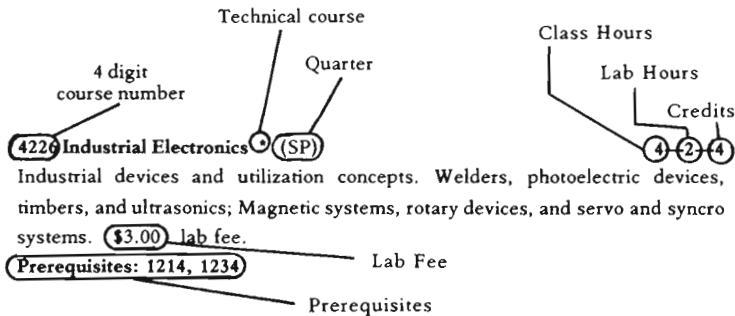 Technical course
Class Hours
Quarter
Lab Hours
4 digit
course number
Credits
4226 Industrial Electronics * (SP) 4-2-4
Industrial devices and utilization concepts. Welders, photoelectric devices,
timbers, and ultrasonics; Magnetic systems, rotary devices, and servo and syncro
systems. $3.00 lab fee.
Prerequisites: 1214, 1234
Lab Fee
Prerequisites